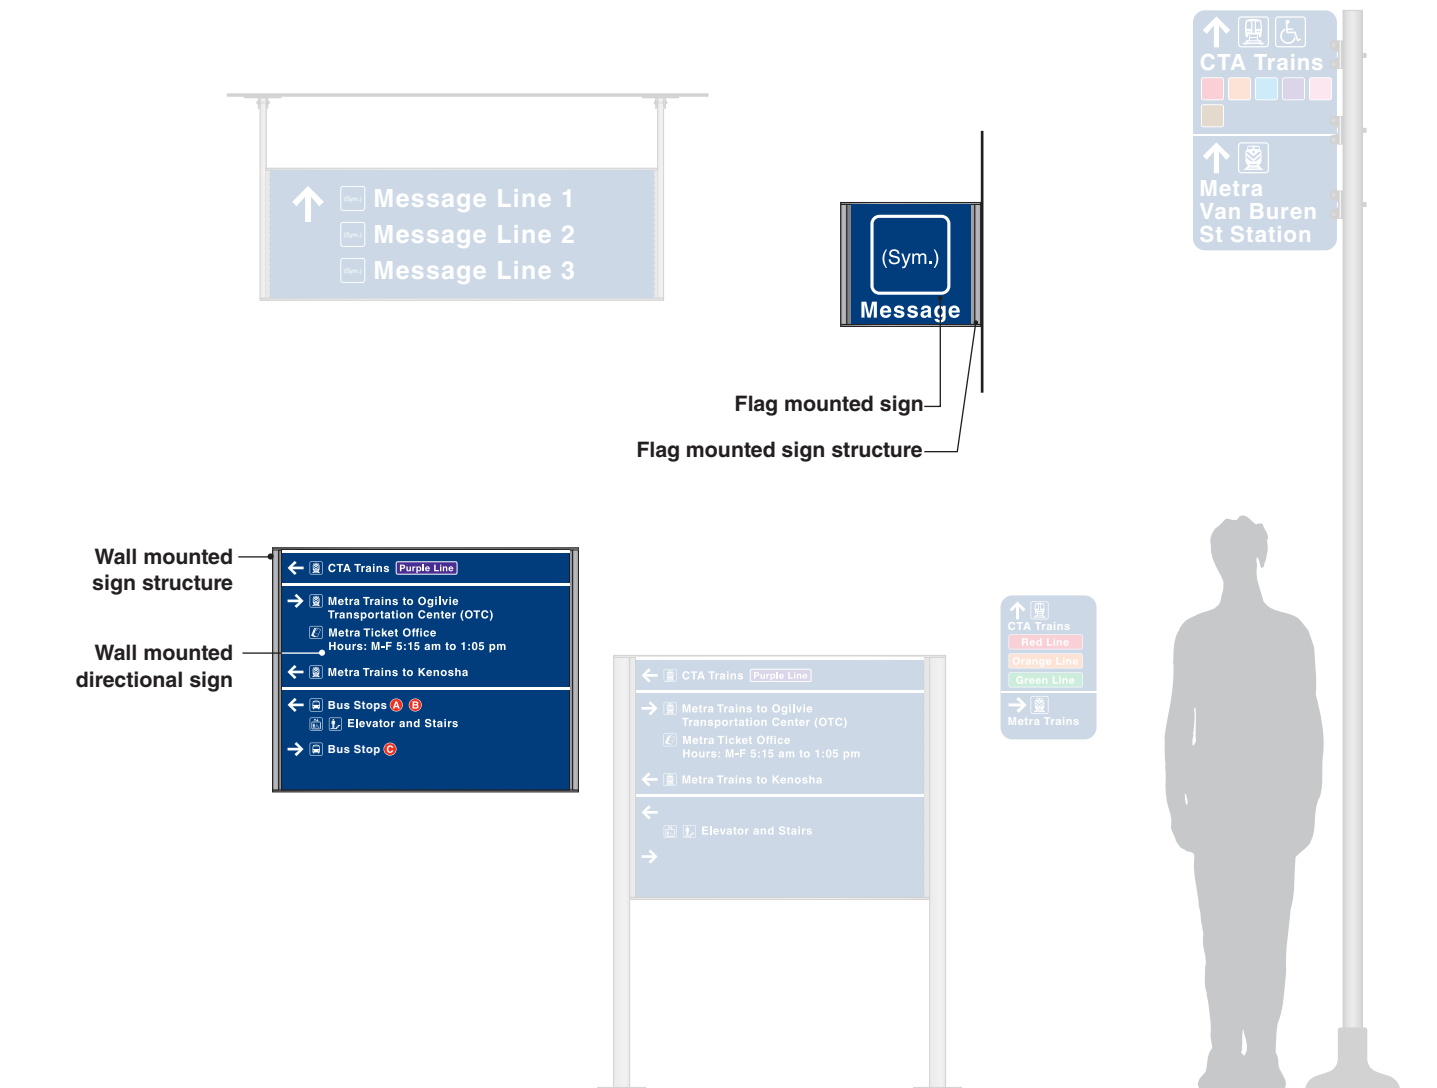 CTA Trains
Metra
Van Buren
St Station
Message Line 1
Message Line 2
Message Line 3
(Sym.)
Message
Flag mounted sign
Flag mounted sign structure
Wall mounted
sign structure
Wall mounted
directional sign
CTA Trains Purple Line
Metra Trains to Ogilvie
Transportation Center (OTC)
Metra Ticket Office
Hours: M-F 5:15 am to 1:05 pm
Metra Trains to Kenosha
Bus Stops A B
Elevator and Stairs
Bus Stop C
CTA Trains Purple Line
Metra Trains to Ogilvie
Transportation Center (OTC)
Metra Ticket Office
Hours: M-F 5:15 am to 1:05 pm
Metra Trains to Kenosha
Elevator and Stairs
CTA Trains
Red Line
Orange Line
Green Line
Metra Trains